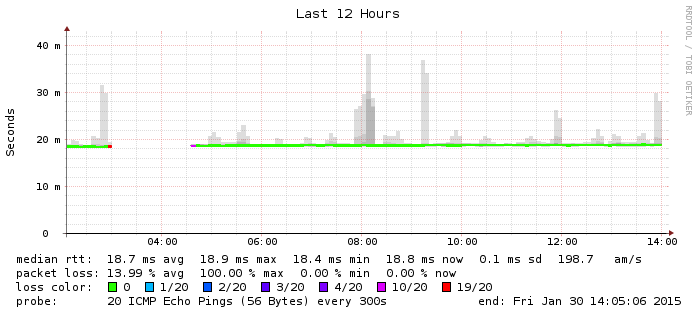 Last 12 Hours
RRDTOOL / TOBI OETIKER
Seconds
40 m
30 m
20 m
10 m
0
04:00 06:00 08:00 10:00 12:00 14:00
median rtt: 18.7 ms avg 18.9 ms max 18.4 ms min 18.8 ms now 0.1 ms sd 198.7 am/s
packet loss: 13.99 % avg 100.00 % max 0.00 % min 0.00 % now
loss color: 0 1/20 2/20 3/20 4/20 10/20 19/20
probe: 20 ICMP Echo Pings (56 Bytes) every 300s end: Fri Jan 30 14:05:06 2015